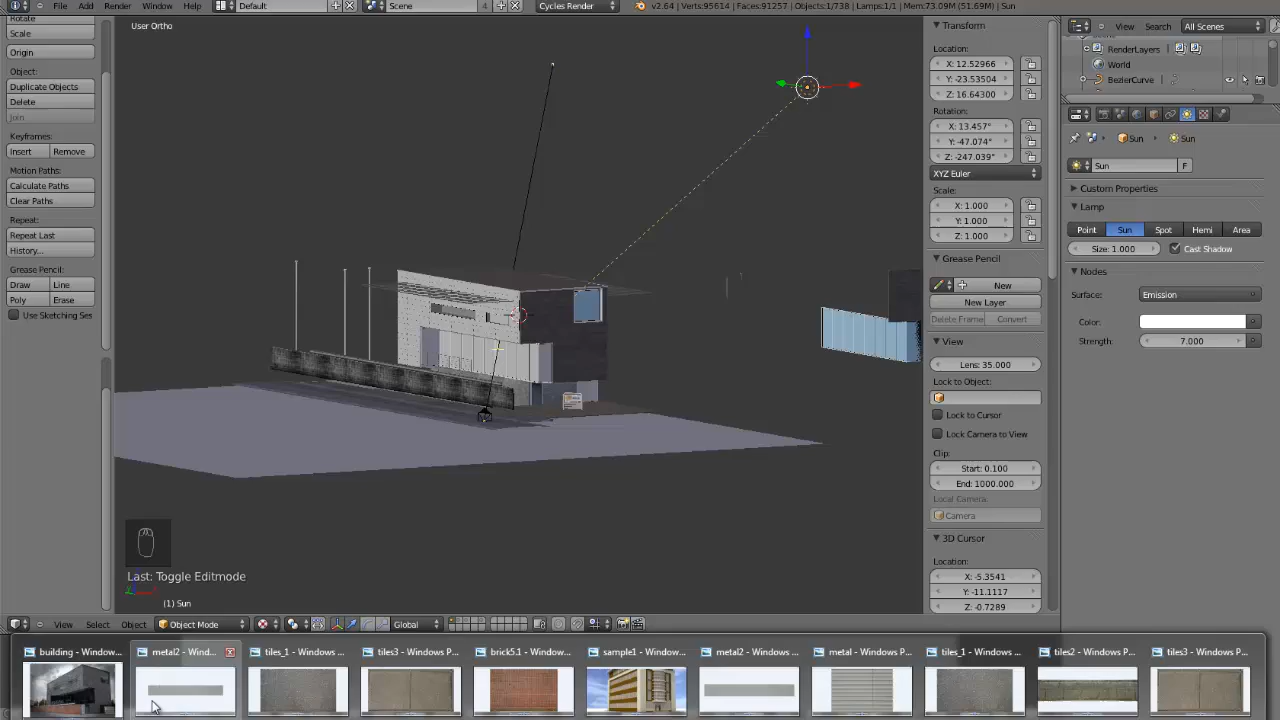 File Add Render Window Help
Default
Scene
4
Cycles Render
v2.64 | Verts:95614 | Faces:91257 | Objects:1/738 | Lamps:1/1 | Mem:73.09M (51.69M) | Sun
Rotate
Scale
Origin
Object:
Duplicate Objects
Delete
Join
Keyframes:
Insert Remove
Motion Paths:
Calculate Paths
Clear Paths
Repeat:
Repeat Last
History...
Grease Pencil:
Draw Line
Poly Erase
Use Sketching Ses
User Ortho
Last: Toggle Editmode
(1) Sun
Transform
Location:
X: 12.52966
Y: -23.53504
Z: 16.64300
Rotation:
X: 13.457°
Y: -47.074°
Z: -247.039°
XYZ Euler
Scale:
X: 1.000
Y: 1.000
Z: 1.000
Grease Pencil
New
New Layer
Delete Frame Convert
View
Lens: 35.000
Lock to Object:
Lock to Cursor
Lock Camera to View
Clip:
Start: 0.100
End: 1000.000
Local Camera:
Camera
3D Cursor
Location:
X: -5.3541
Y: -11.1117
Z: -0.7289
View Search All Scenes
RenderLayers
World
BezierCurve
Sun Sun
Sun F
Custom Properties
Lamp
Point Sun Spot Hemi Area
Size: 1.000 Cast Shadow
Nodes
Surface: Emission
Color:
Strength: 7.000
View Select Object Object Mode Global
building - Window...
metal2 - Wind...
tiles_1 - Windows ...
tiles3 - Windows P...
brick5.1 - Window...
sample1 - Window...
metal2 - Windows ...
metal - Windows P...
tiles_1 - Windows ...
tiles2 - Windows P...
tiles3 - Windows P...